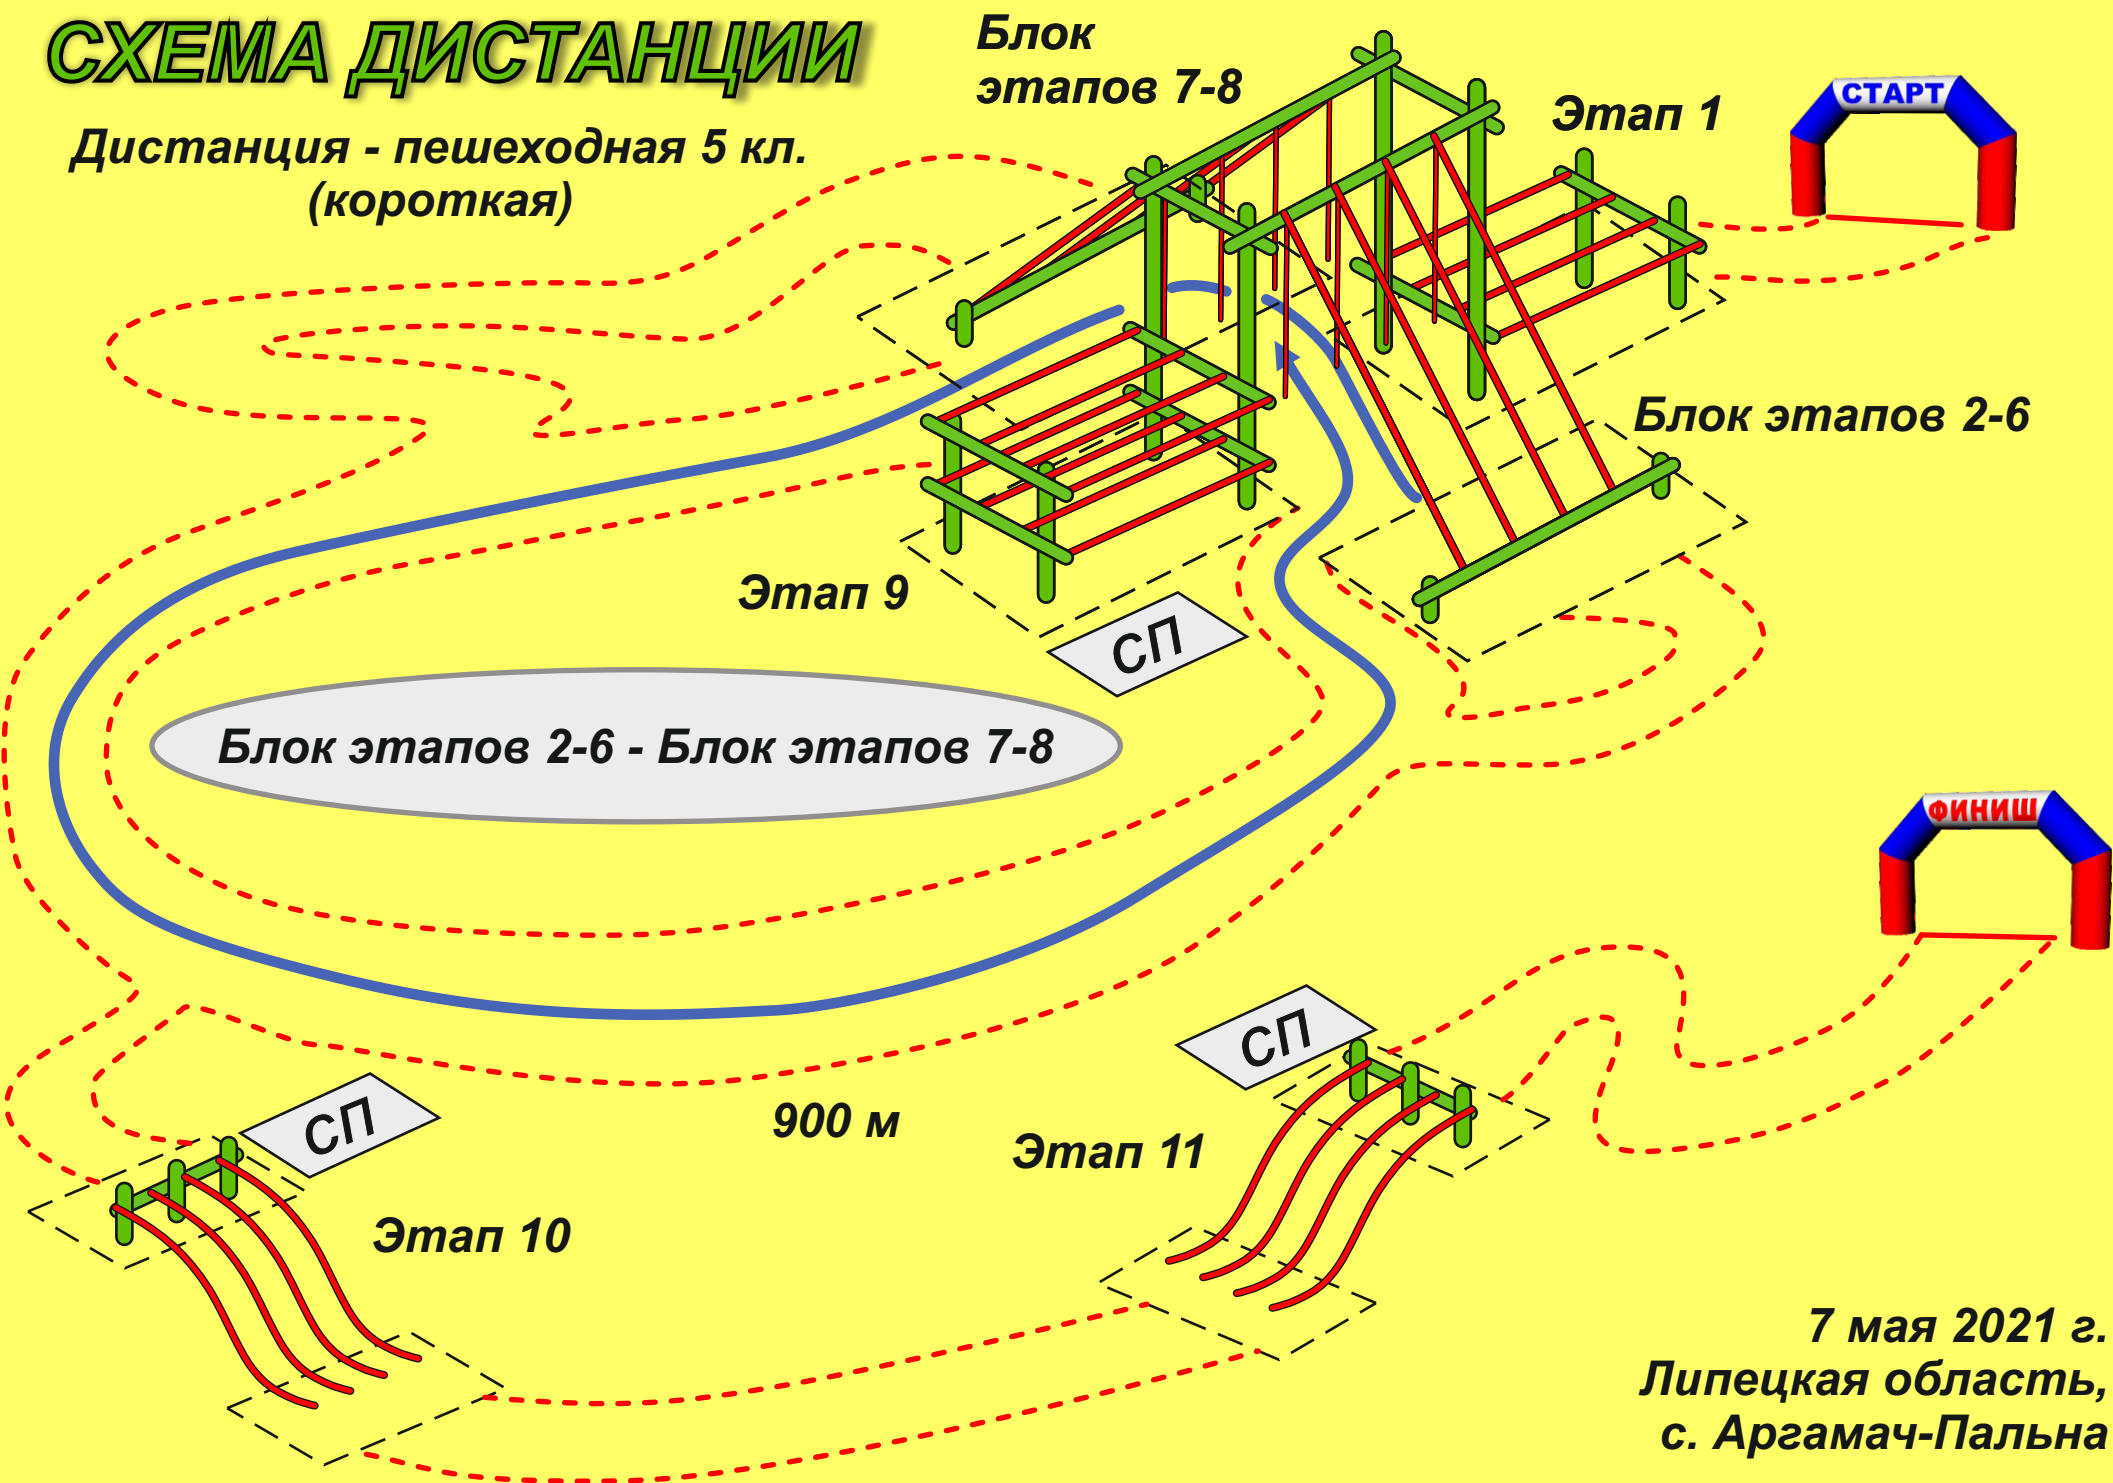 СХЕМА ДИСТАНЦИИ
Дистанция - пешеходная 5 кл.
(короткая)
Блок
этапов 7-8
Этап 1
СТАРТ
Блок этапов 2-6
Этап 9
СП
Блок этапов 2-6 - Блок этапов 7-8
ФИНИШ
СП
СП
900 м
Этап 11
Этап 10
7 мая 2021 г.
Липецкая область,
с. Аргамач-Пальна